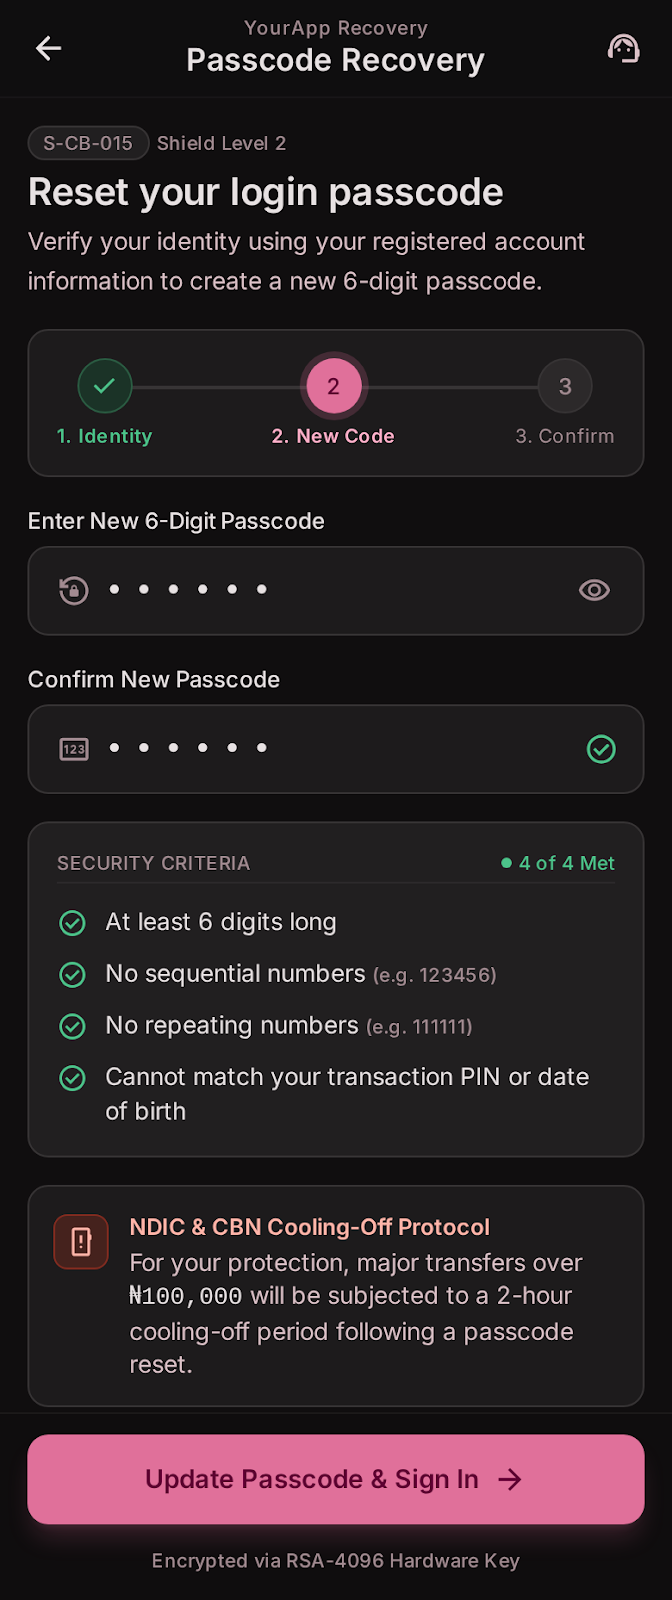 YourApp Recovery
Passcode Recovery
S-CB-015 Shield Level 2
Reset your login passcode
Verify your identity using your registered account
information to create a new 6-digit passcode.
2
3
1. Identity
2. New Code
3. Confirm
Enter New 6-Digit Passcode
••••••
Confirm New Passcode
123
••••••
SECURITY CRITERIA
● 4 of 4 Met
At least 6 digits long
No sequential numbers (e.g. 123456)
No repeating numbers (e.g. 111111)
Cannot match your transaction PIN or date
of birth
NDIC & CBN Cooling-Off Protocol
For your protection, major transfers over
₦100,000 will be subjected to a 2-hour
cooling-off period following a passcode
reset.
Update Passcode & Sign In →
Encrypted via RSA-4096 Hardware Key